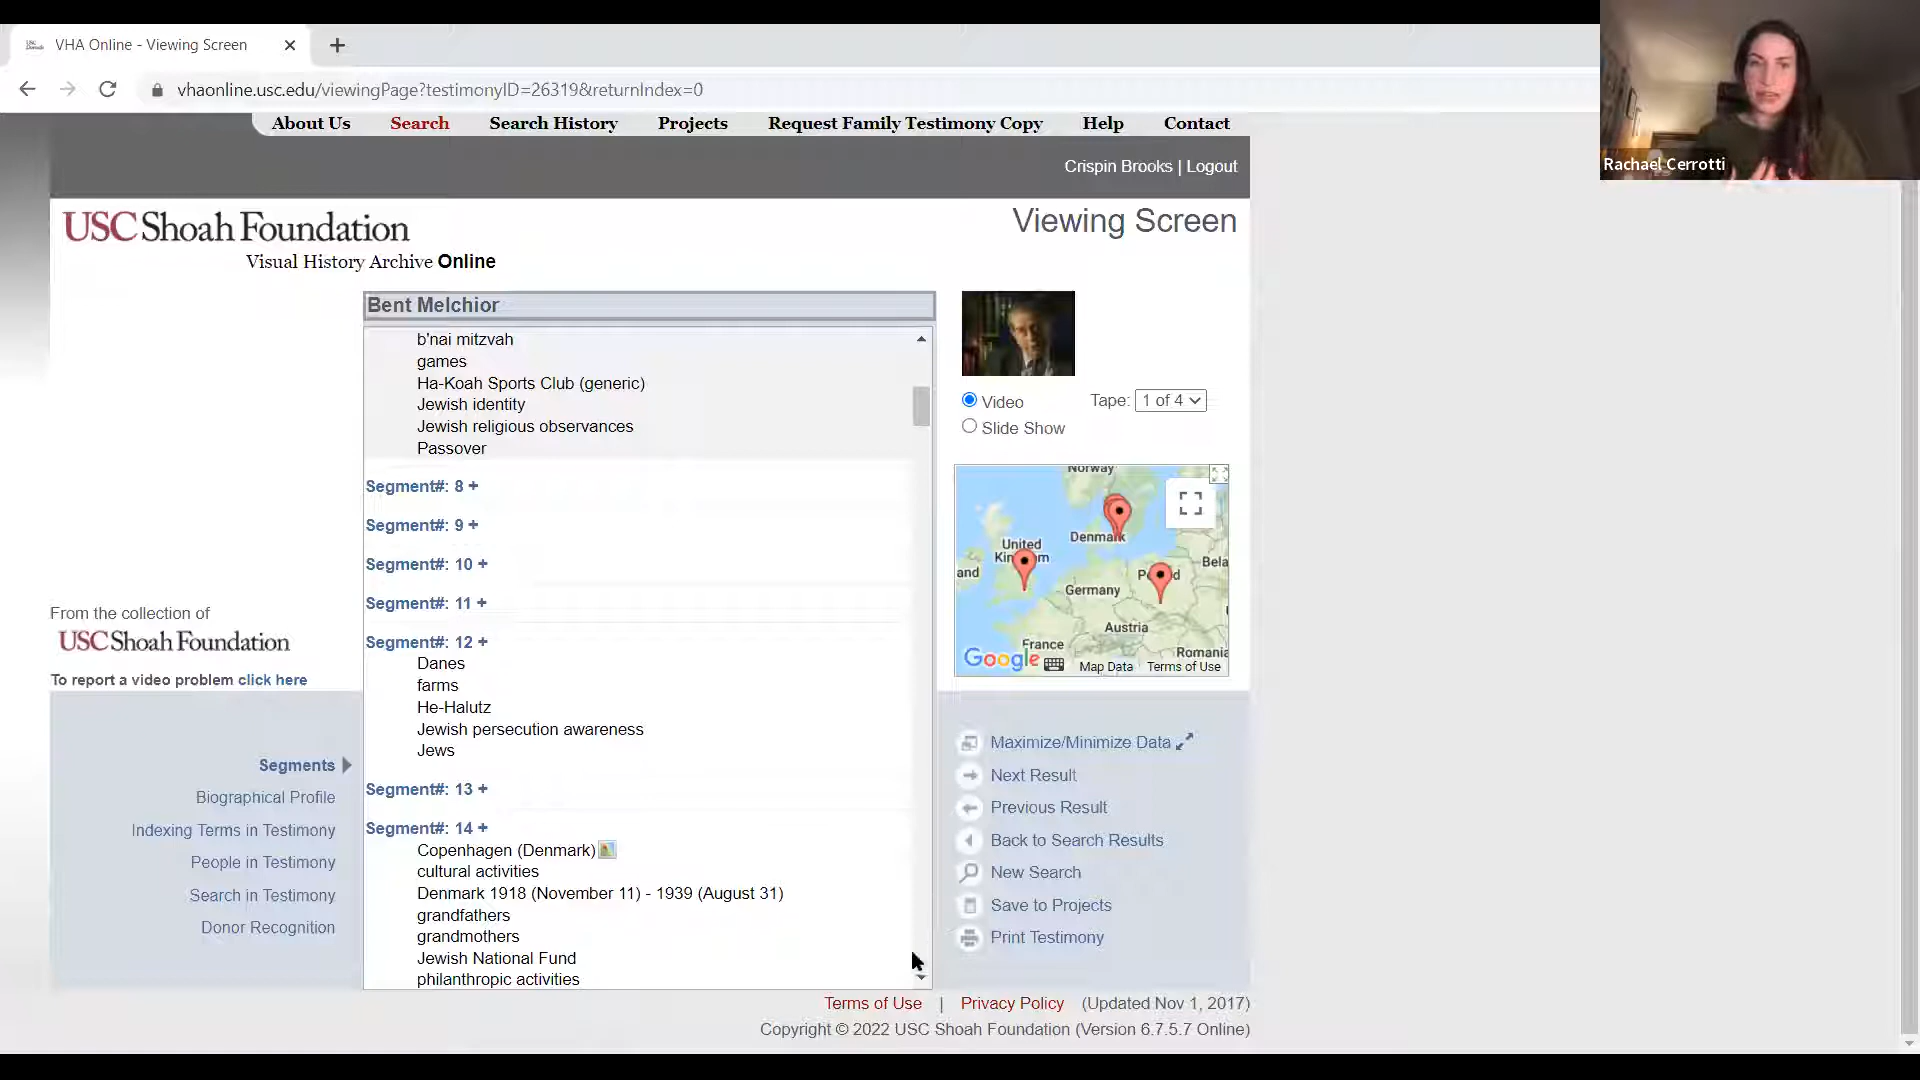 VHA Online - Viewing Screen
vhaonline.usc.edu/viewingPage?testimonyID=26319&returnIndex=0
Rachael Cerrotti
About Us Search Search History Projects Request Family Testimony Copy Help Contact
Crispin Brooks | Logout
USC Shoah Foundation
Visual History Archive Online
Viewing Screen
Bent Melchior
b'nai mitzvah
games
Ha-Koah Sports Club (generic)
Jewish identity
Jewish religious observances
Passover
Segment#: 8 +
Segment#: 9 +
Segment#: 10 +
Segment#: 11 +
Segment#: 12 +
Danes
farms
He-Halutz
Jewish persecution awareness
Jews
Segment#: 13 +
Segment#: 14 +
Copenhagen (Denmark)
cultural activities
Denmark 1918 (November 11) - 1939 (August 31)
grandfathers
grandmothers
Jewish National Fund
philanthropic activities
Video
Tape: 1 of 4
Slide Show
Norway
Denmark
United
and
Bela
Germany
Austria
France
Romania
Google
Map Data Terms of Use
From the collection of
USC Shoah Foundation
To report a video problem click here
Segments
Biographical Profile
Indexing Terms in Testimony
People in Testimony
Search in Testimony
Donor Recognition
Maximize/Minimize Data
Next Result
Previous Result
Back to Search Results
New Search
Save to Projects
Print Testimony
Terms of Use | Privacy Policy (Updated Nov 1, 2017)
Copyright © 2022 USC Shoah Foundation (Version 6.7.5.7 Online)